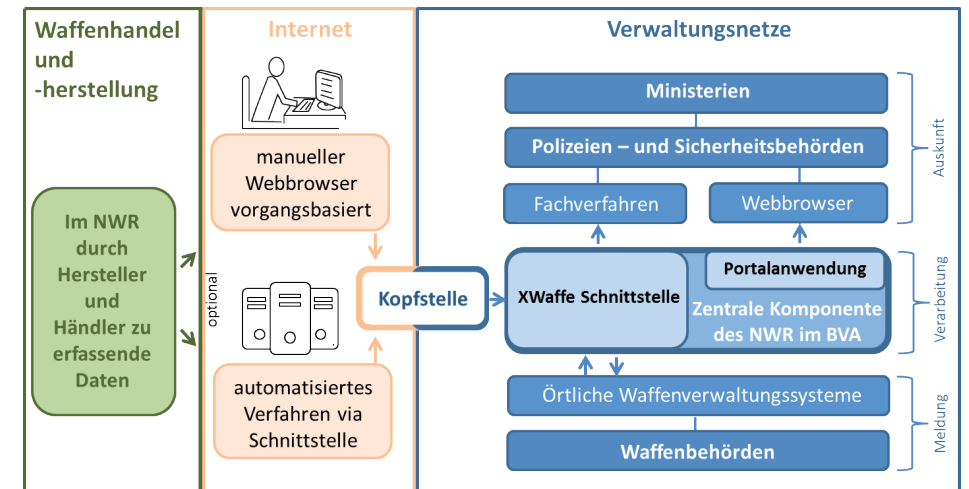 Waffenhandel
und
-herstellung
Im NWR
durch
Hersteller
und
Händler zu
erfassende
Daten
Internet
manueller
Webbrowser
vorgangsbasiert
optional
automatisiertes
Verfahren via
Schnittstelle
Kopfstelle
Verwaltungsnetze
Ministerien
Polizeien – und Sicherheitsbehörden
Fachverfahren
Webbrowser
Auskunft
XWaffe Schnittstelle
Portalanwendung
Zentrale Komponente
des NWR im BVA
Verarbeitung
Örtliche Waffenverwaltungssysteme
Waffenbehörden
Meldung